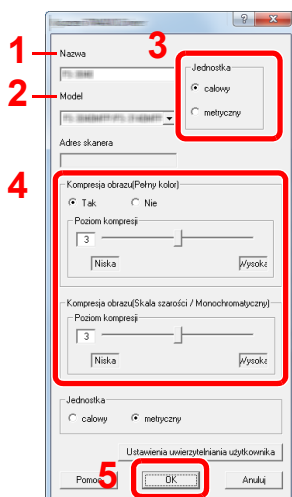 1 Nazwa
3
Jednostka
calowy
metryczny
2 Model
Adres skanera
4
Kompresja obrazu(Pełny kolor)
Tak Nie
Poziom kompresji
3
Niska Wysoka
Kompresja obrazu(Skala szarości / Monochromatyczny)
Poziom kompresji
3
Niska Wysoka
Jednostka
calowy metryczny
Ustawienia uwierzytelniania użytkownika
5
Pomoc OK Anuluj